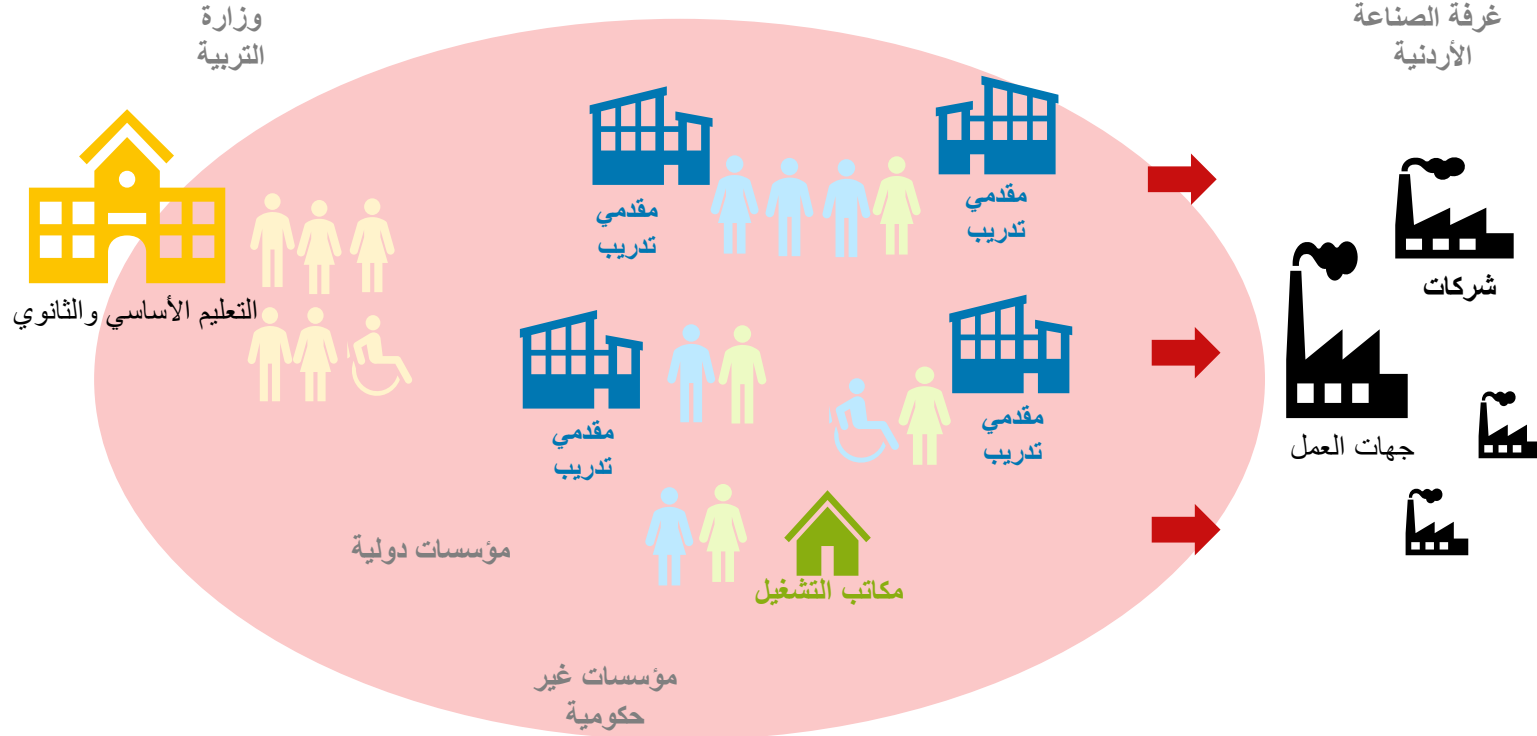 غرفة الصناعة
الأردنية
وزارة
التربية
مقدمي
تدريب
مقدمي
تدريب
شركات
التعليم الأساسي والثانوي
مقدمي
تدريب
مقدمي
تدريب
جهات العمل
مؤسسات دولية
مكاتب التشغيل
مؤسسات غير
حكومية